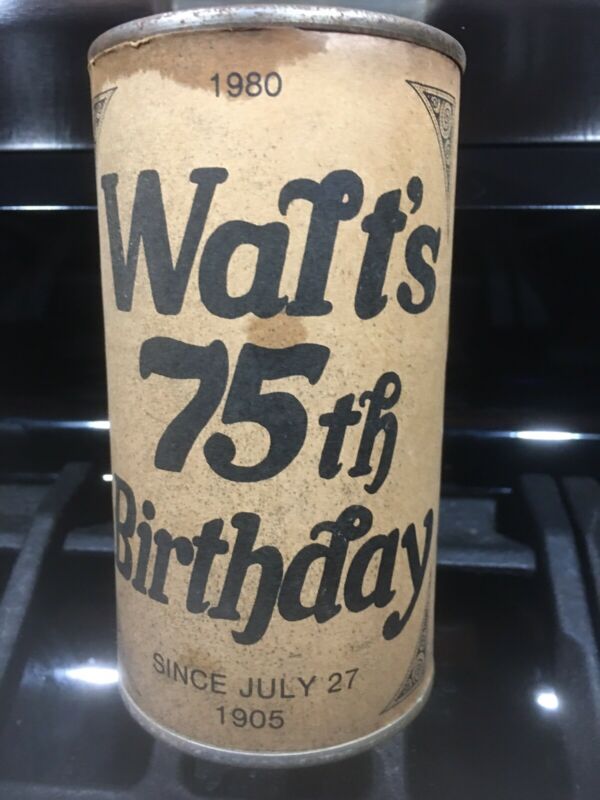 1980
Walt's
75th
Birthday
SINCE JULY 27
1905